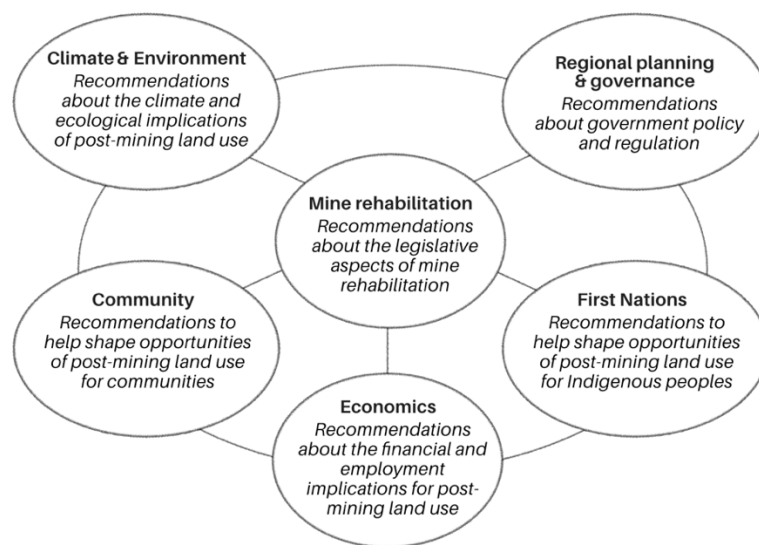 Climate & Environment
Recommendations
about the climate and
ecological implications
of post-mining land use
Regional planning
& governance
Recommendations
about government policy
and regulation
Mine rehabilitation
Recommendations
about the legislative
aspects of mine
rehabilitation
Community
Recommendations to
help shape opportunities
of post-mining land use
for communities
First Nations
Recommendations to
help shape opportunities
of post-mining land use
for Indigenous peoples
Economics
Recommendations
about the financial and
employment
implications for post-
mining land use